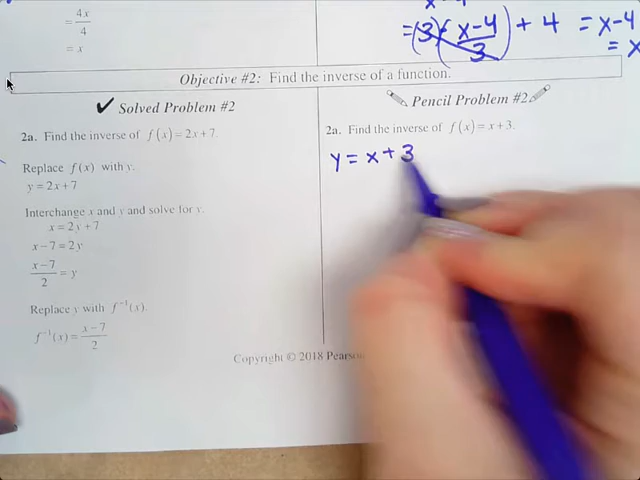 = 4x/4
= x
=(3)(x-4/3) + 4 = x-4
= x
Objective #2: Find the inverse of a function.
✔ Solved Problem #2
2a. Find the inverse of f(x) = 2x+7.
Replace f(x) with y.
y = 2x+7
Interchange x and y and solve for y.
x = 2y+7
x-7 = 2y
x-7/2 = y
Replace y with f⁻¹(x).
f⁻¹(x) = x-7/2
Pencil Problem #2
2a. Find the inverse of f(x) = x+3.
y = x+3
Copyright © 2018 Pearson